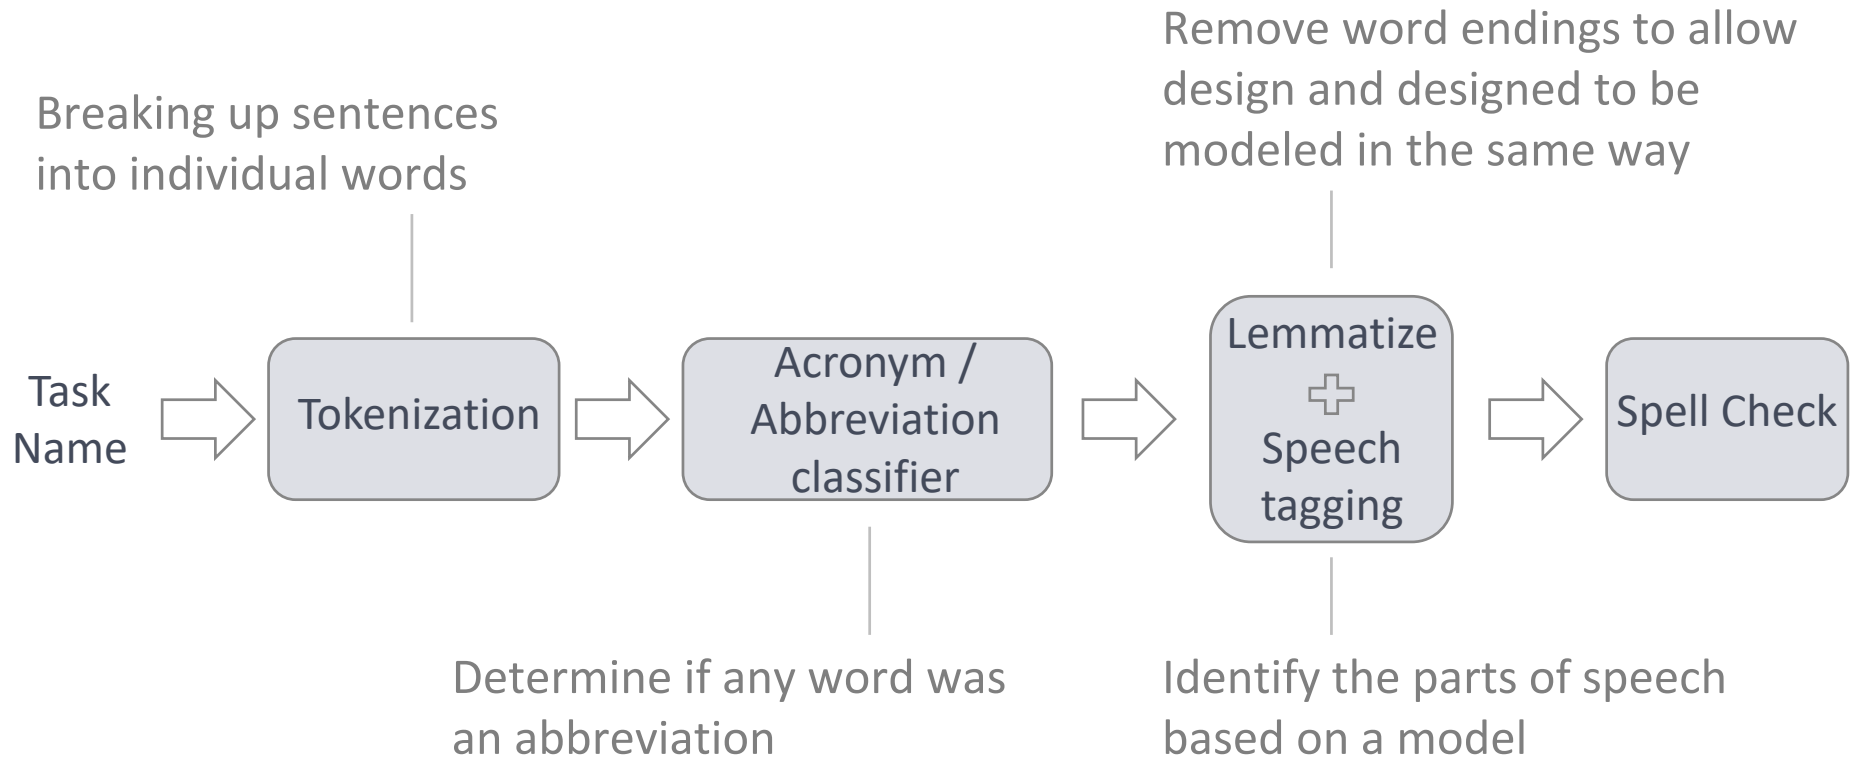 Breaking up sentences
into individual words
Remove word endings to allow
design and designed to be
modeled in the same way
Task
Name
Tokenization
Acronym /
Abbreviation
classifier
Lemmatize
Speech
tagging
Spell Check
Determine if any word was
an abbreviation
Identify the parts of speech
based on a model